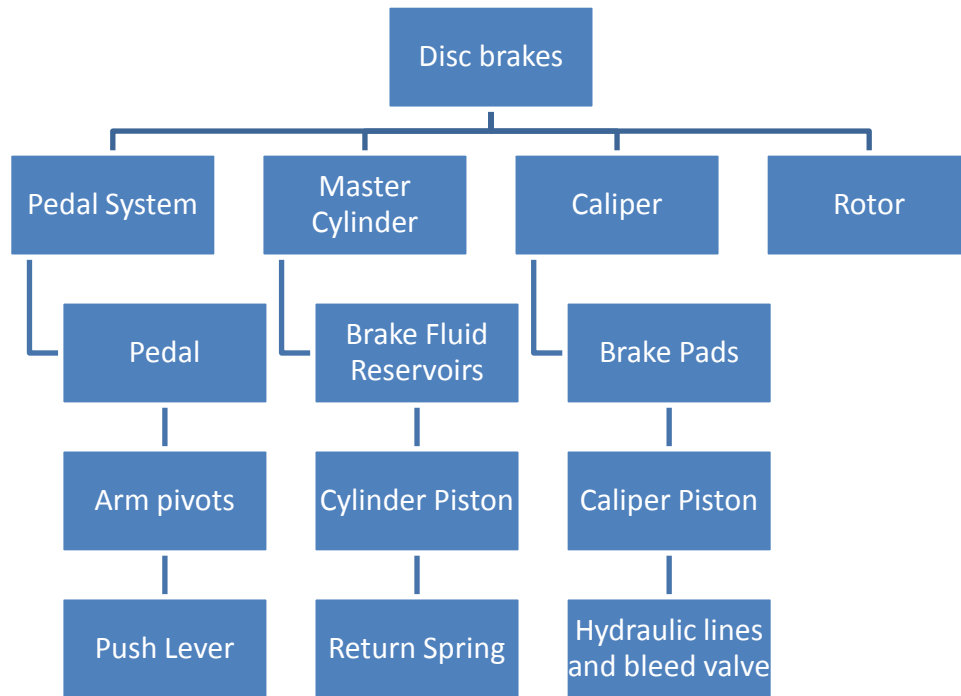 Disc brakes
Pedal System
Master
Cylinder
Caliper
Rotor
Pedal
Brake Fluid
Reservoirs
Brake Pads
Arm pivots
Cylinder Piston
Caliper Piston
Push Lever
Return Spring
Hydraulic lines
and bleed valve